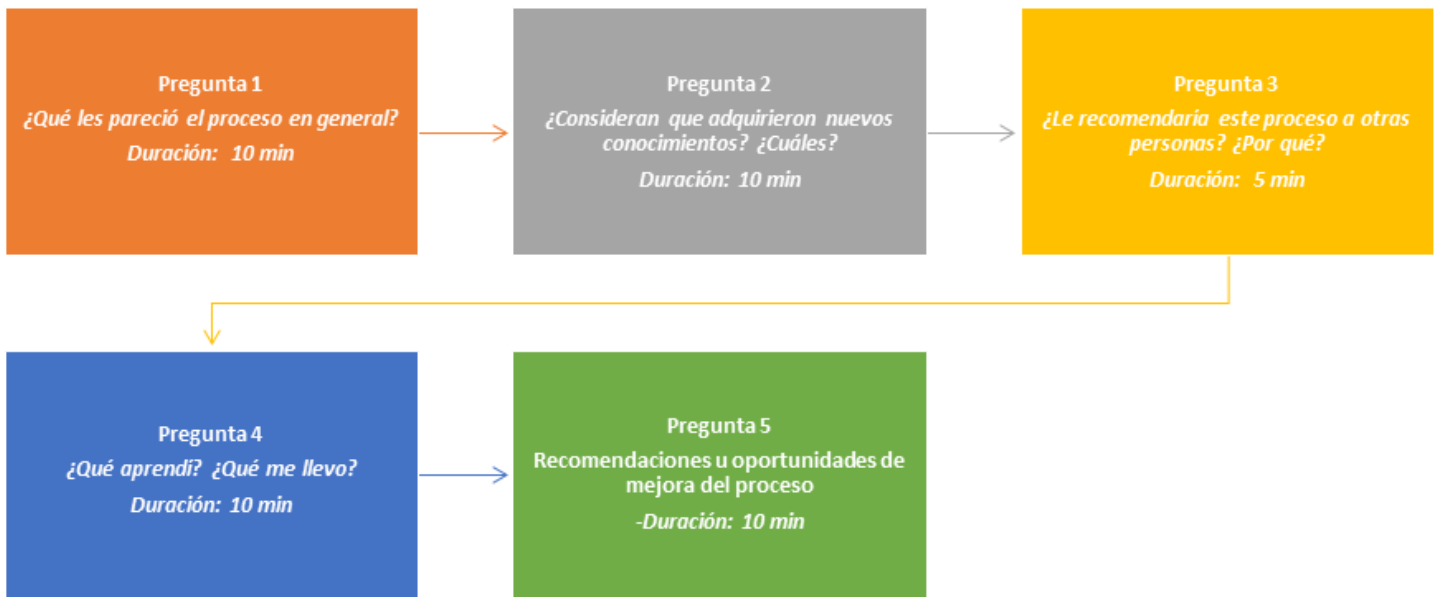 Pregunta 1
¿Qué les pareció el proceso en general?
Duración: 10 min
Pregunta 2
¿Consideran que adquirieron nuevos
conocimientos? ¿Cuáles?
Duración: 10 min
Pregunta 3
¿Le recomendaría este proceso a otras
personas? ¿Por qué?
Duración: 5 min
Pregunta 4
¿Qué aprendí? ¿Qué me llevo?
Duración: 10 min
Pregunta 5
Recomendaciones u oportunidades de
mejora del proceso
-Duración: 10 min